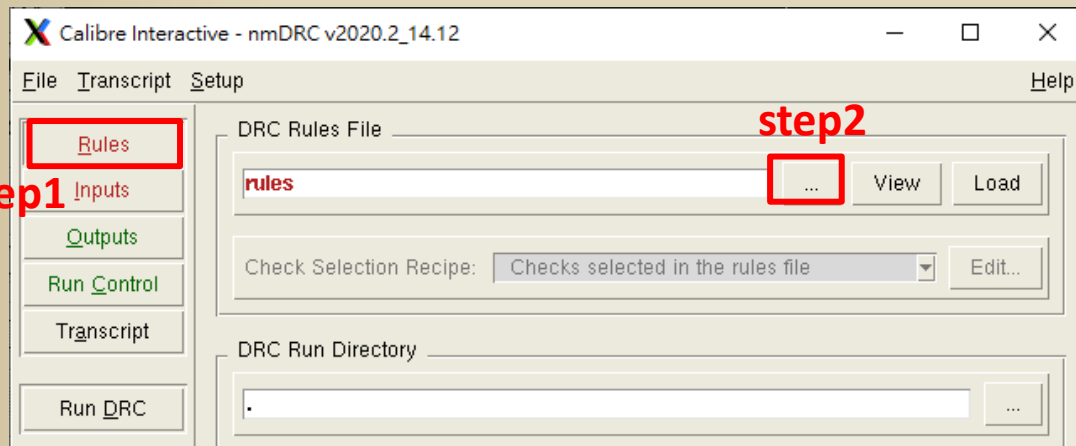 Calibre Interactive - nmDRC v2020.2_14.12
File Transcript Setup Help
Rules
Inputs
Outputs
Run Control
Transcript
Run DRC
ep1
DRC Rules File
step2
rules ... View Load
Check Selection Recipe: Checks selected in the rules file Edit...
DRC Run Directory
. ...